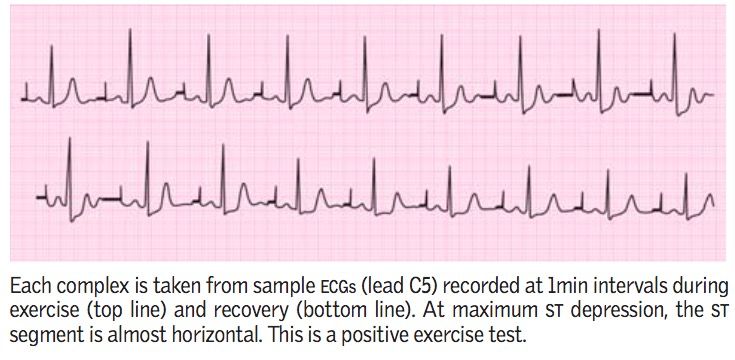 Each complex is taken from sample ECGs (lead C5) recorded at 1min intervals during
exercise (top line) and recovery (bottom line). At maximum ST depression, the ST
segment is almost horizontal. This is a positive exercise test.